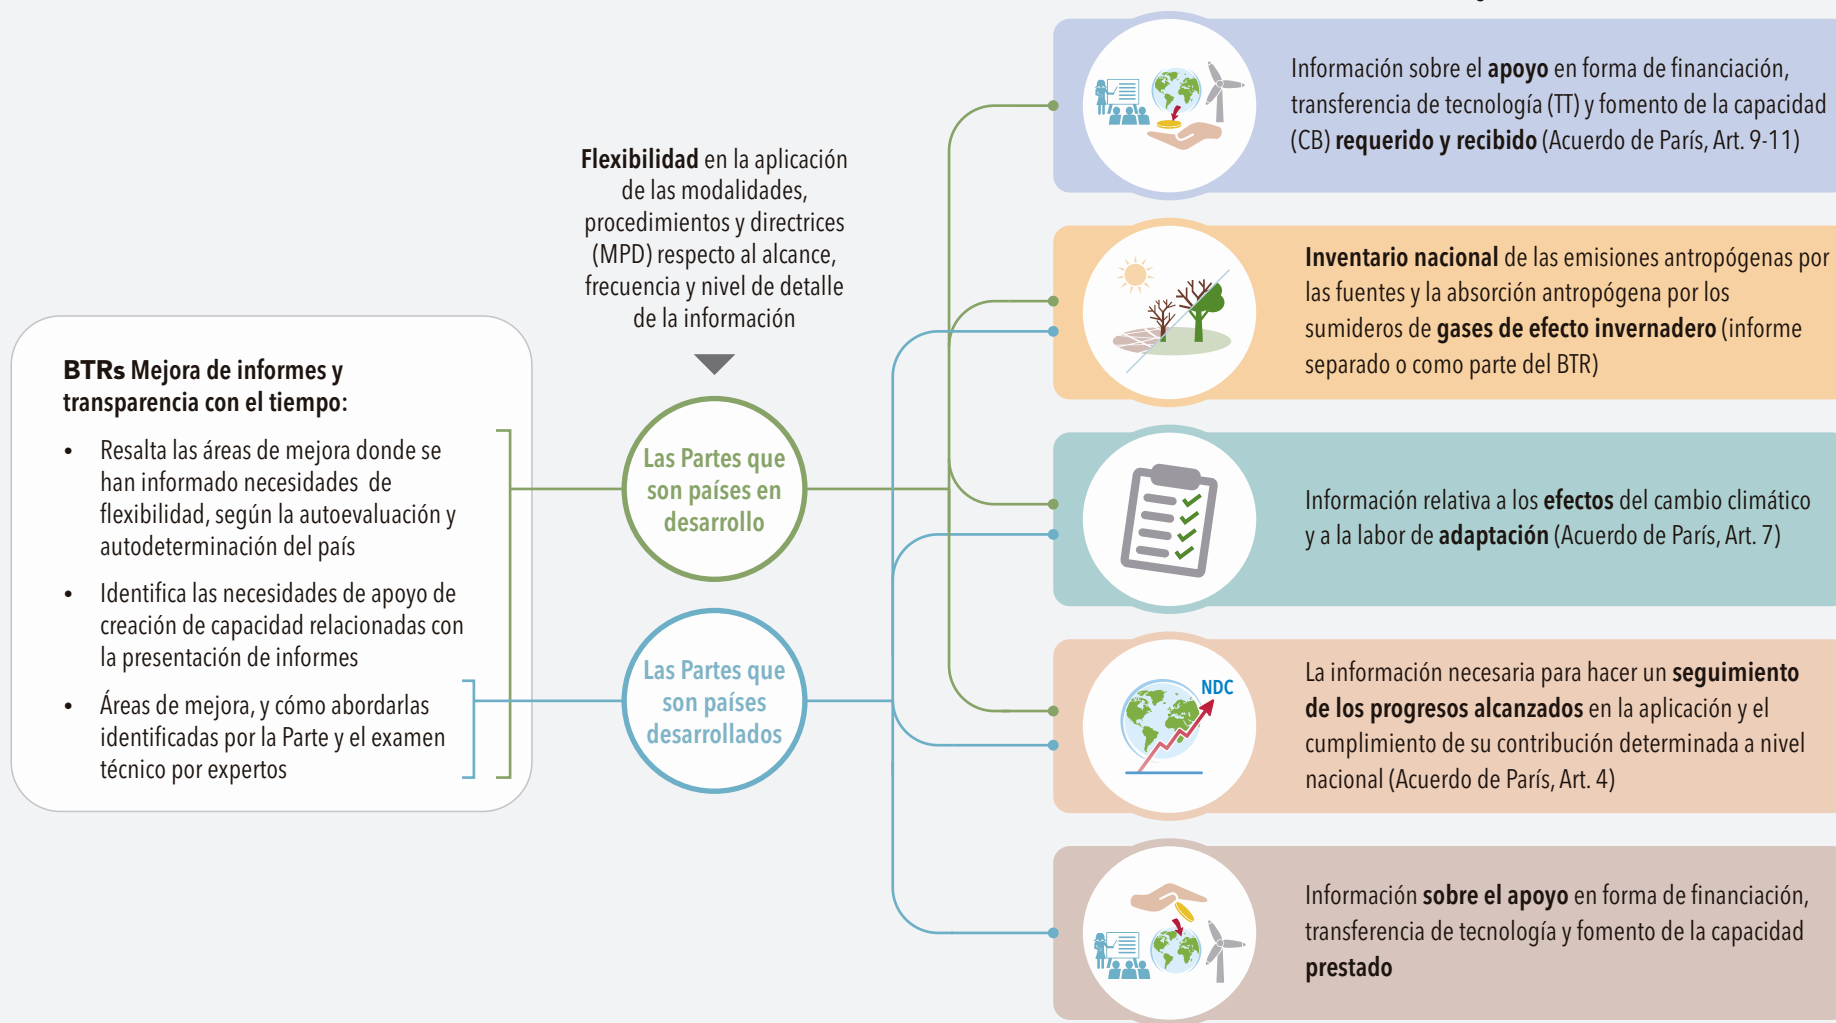 BTRs Mejora de informes y
transparencia con el tiempo:
• Resalta las áreas de mejora donde se
han informado necesidades de
flexibilidad, según la autoevaluación y
autodeterminación del país
• Identifica las necesidades de apoyo de
creación de capacidad relacionadas con
la presentación de informes
• Áreas de mejora, y cómo abordarlas
identificadas por la Parte y el examen
técnico por expertos
Flexibilidad en la aplicación
de las modalidades,
procedimientos y directrices
(MPD) respecto al alcance,
frecuencia y nivel de detalle
de la información
Las Partes que
son países en
desarrollo
Las Partes que
son países
desarrollados
Información sobre el apoyo en forma de financiación,
transferencia de tecnología (TT) y fomento de la capacidad
(CB) requerido y recibido (Acuerdo de París, Art. 9-11)
Inventario nacional de las emisiones antropógenas por
las fuentes y la absorción antropógena por los
sumideros de gases de efecto invernadero (informe
separado o como parte del BTR)
Información relativa a los efectos del cambio climático
y a la labor de adaptación (Acuerdo de París, Art. 7)
NDC
La información necesaria para hacer un seguimiento
de los progresos alcanzados en la aplicación y el
cumplimiento de su contribución determinada a nivel
nacional (Acuerdo de París, Art. 4)
Información sobre el apoyo en forma de financiación,
transferencia de tecnología y fomento de la capacidad
prestado